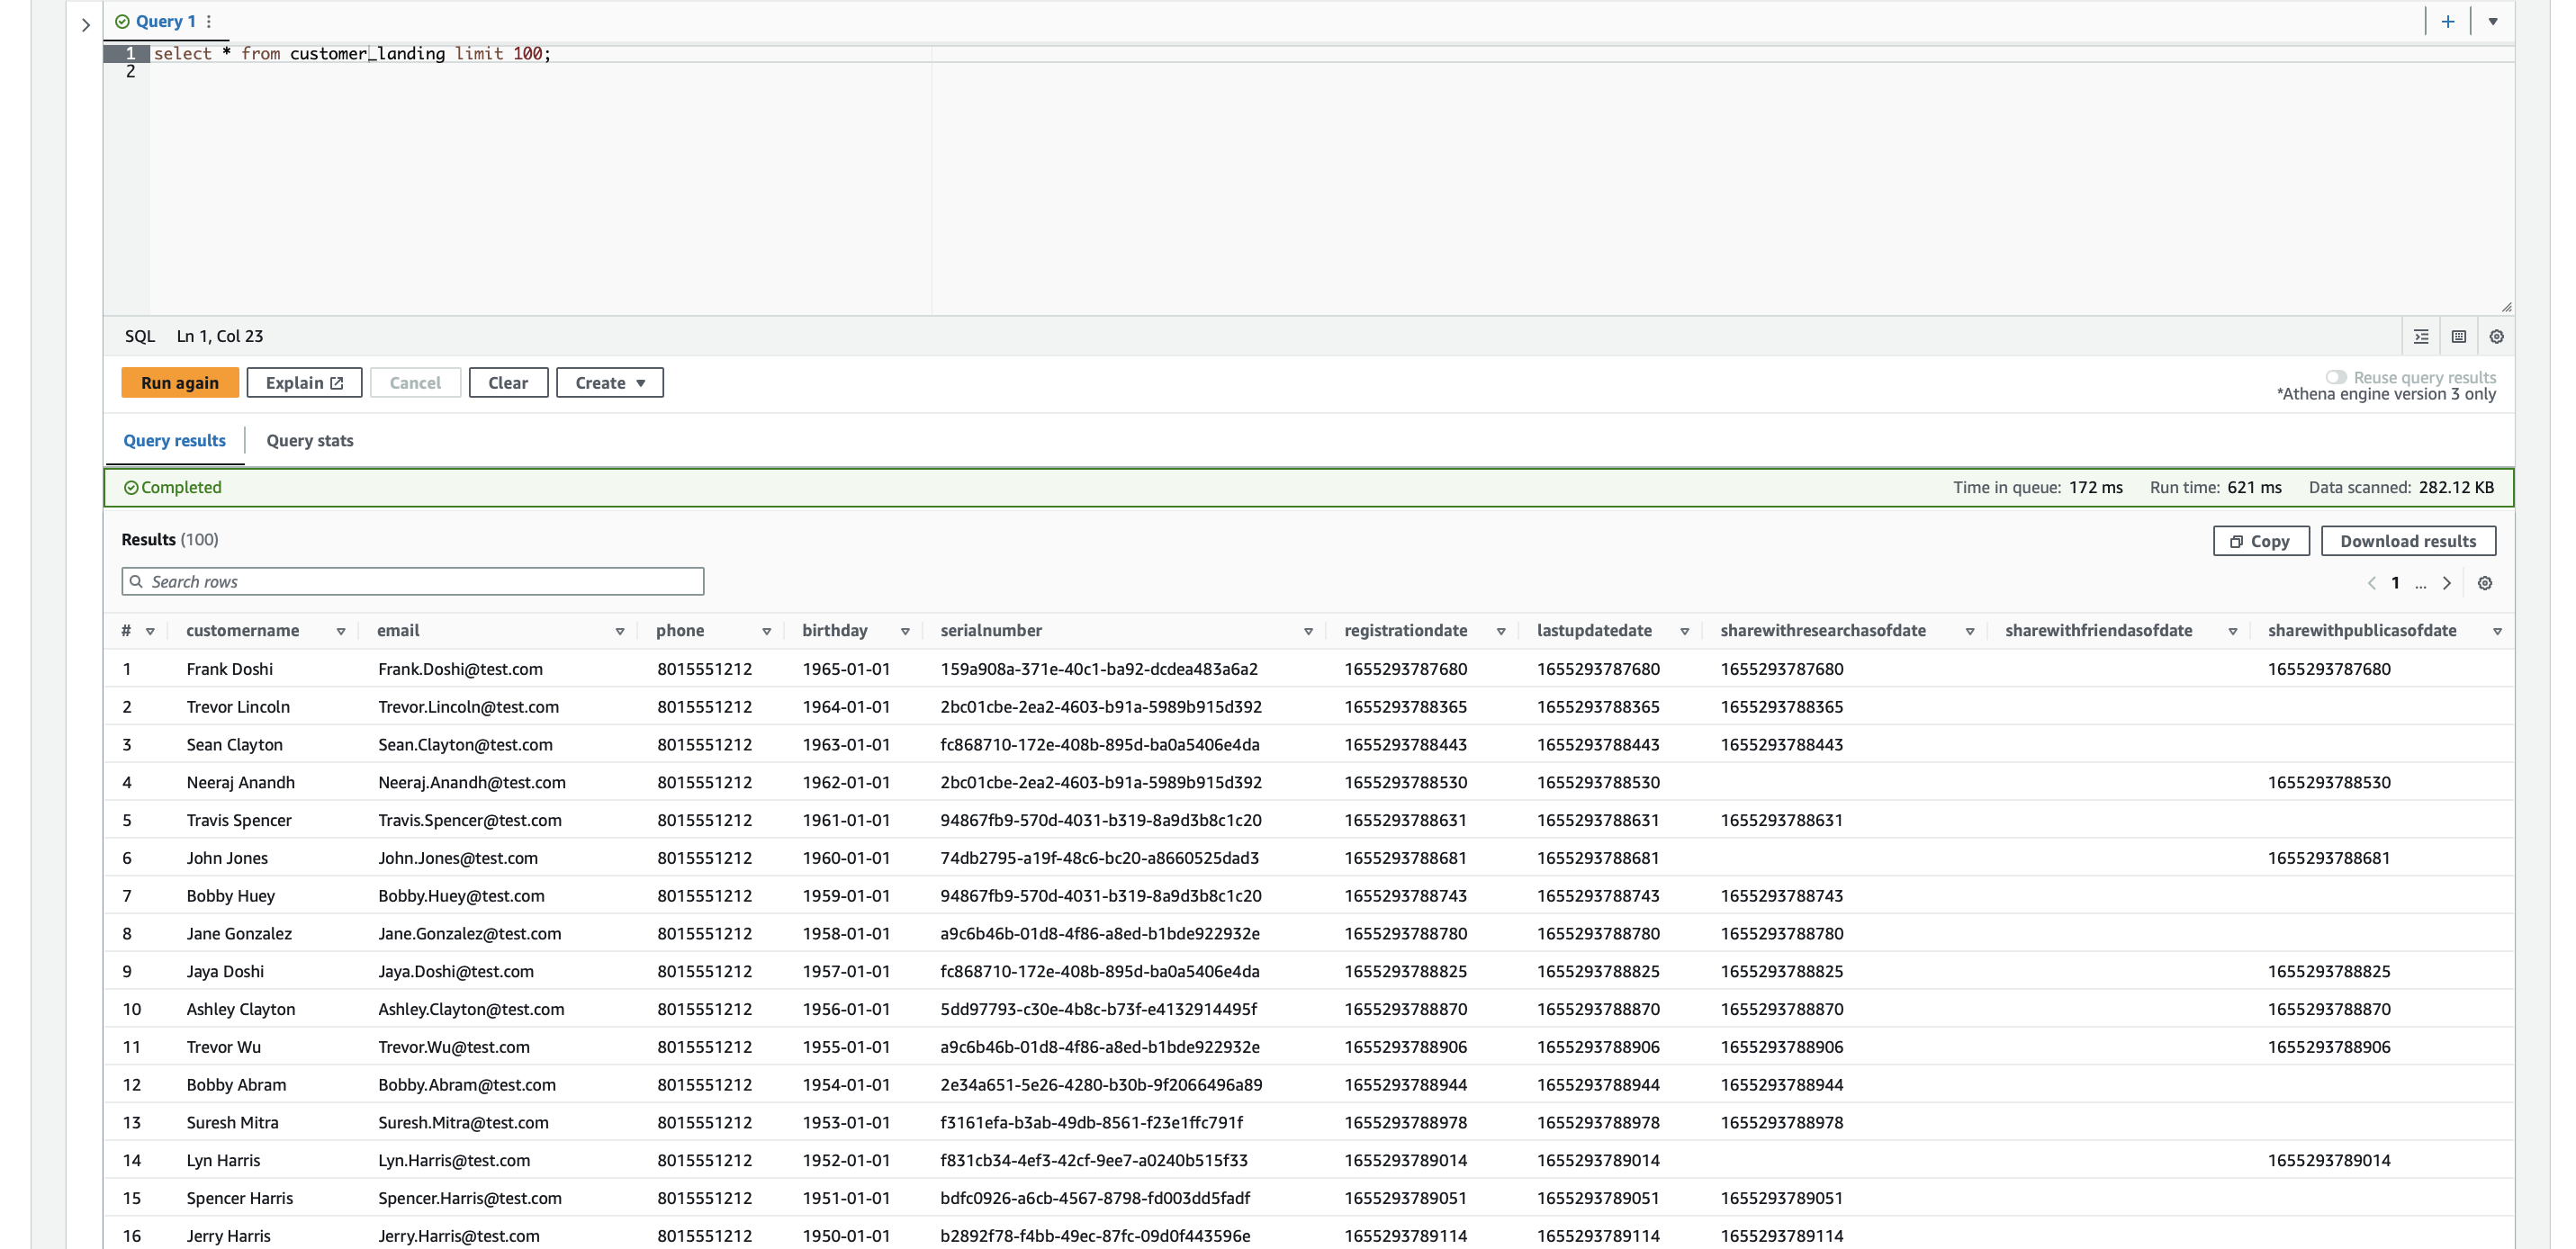 Query 1
1 select * from customer_landing limit 100;
2
SQL Ln 1, Col 23
Run again Explain Cancel Clear Create
Reuse query results
*Athena engine version 3 only
Query results Query stats
Completed Time in queue: 172 ms Run time: 621 ms Data scanned: 282.12 KB
Results (100) Copy Download results
Search rows 1 ...
# customername email phone birthday serialnumber registrationdate lastupdatedate sharewithresearchasofdate sharewithfriendasofdate sharewithpublicasofdate
1 Frank Doshi Frank.Doshi@test.com 8015551212 1965-01-01 159a908a-371e-40c1-ba92-dcdea483a6a2 1655293787680 1655293787680 1655293787680 1655293787680
2 Trevor Lincoln Trevor.Lincoln@test.com 8015551212 1964-01-01 2bc01cbe-2ea2-4603-b91a-5989b915d392 1655293788365 1655293788365 1655293788365
3 Sean Clayton Sean.Clayton@test.com 8015551212 1963-01-01 fc868710-172e-408b-895d-ba0a5406e4da 1655293788443 1655293788443 1655293788443
4 Neeraj Anandh Neeraj.Anandh@test.com 8015551212 1962-01-01 2bc01cbe-2ea2-4603-b91a-5989b915d392 1655293788530 1655293788530 1655293788530
5 Travis Spencer Travis.Spencer@test.com 8015551212 1961-01-01 94867fb9-570d-4031-b319-8a9d3b8c1c20 1655293788631 1655293788631 1655293788631
6 John Jones John.Jones@test.com 8015551212 1960-01-01 74db2795-a19f-48c6-bc20-a8660525dad3 1655293788681 1655293788681 1655293788681
7 Bobby Huey Bobby.Huey@test.com 8015551212 1959-01-01 94867fb9-570d-4031-b319-8a9d3b8c1c20 1655293788743 1655293788743 1655293788743
8 Jane Gonzalez Jane.Gonzalez@test.com 8015551212 1958-01-01 a9c6b46b-01d8-4f86-a8ed-b1bde922932e 1655293788780 1655293788780 1655293788780
9 Jaya Doshi Jaya.Doshi@test.com 8015551212 1957-01-01 fc868710-172e-408b-895d-ba0a5406e4da 1655293788825 1655293788825 1655293788825 1655293788825
10 Ashley Clayton Ashley.Clayton@test.com 8015551212 1956-01-01 5dd97793-c30e-4b8c-b73f-e4132914495f 1655293788870 1655293788870 1655293788870 1655293788870
11 Trevor Wu Trevor.Wu@test.com 8015551212 1955-01-01 a9c6b46b-01d8-4f86-a8ed-b1bde922932e 1655293788906 1655293788906 1655293788906 1655293788906
12 Bobby Abram Bobby.Abram@test.com 8015551212 1954-01-01 2e34a651-5e26-4280-b30b-9f2066496a89 1655293788944 1655293788944 1655293788944
13 Suresh Mitra Suresh.Mitra@test.com 8015551212 1953-01-01 f3161efa-b3ab-49db-8561-f23e1ffc791f 1655293788978 1655293788978 1655293788978
14 Lyn Harris Lyn.Harris@test.com 8015551212 1952-01-01 f831cb34-4ef3-42cf-9ee7-a0240b515f33 1655293789014 1655293789014 1655293789014
15 Spencer Harris Spencer.Harris@test.com 8015551212 1951-01-01 bdfc0926-a6cb-4567-8798-fd003dd5fadf 1655293789051 1655293789051 1655293789051
16 Jerry Harris Jerry.Harris@test.com 8015551212 1950-01-01 b2892f78-f4bb-49ec-87fc-09d0f443596e 1655293789114 1655293789114 1655293789114